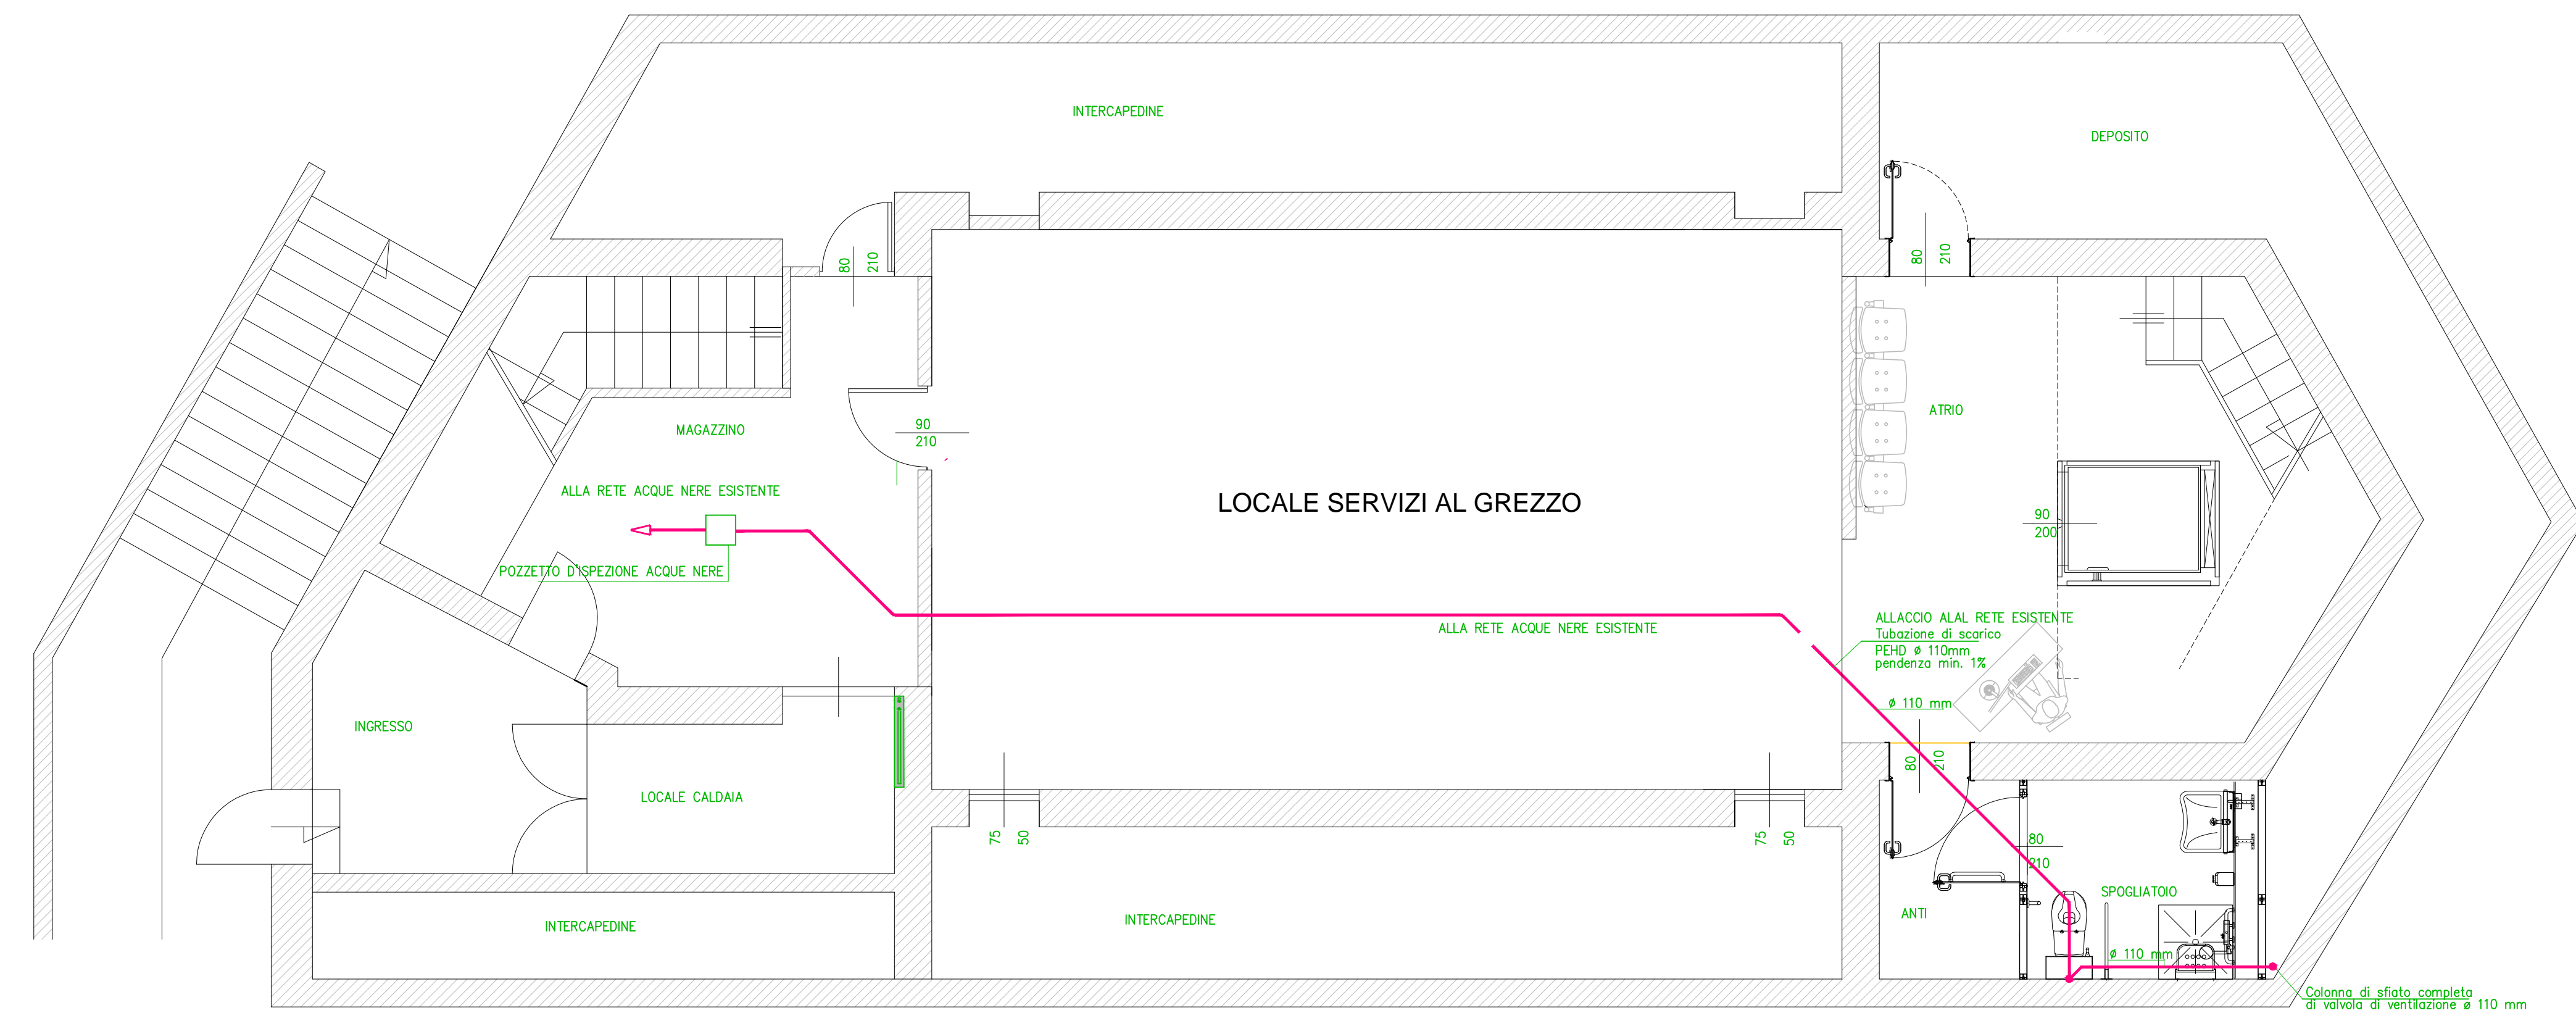 INTERCAPEDINE
DEPOSITO
80
210
80
210
MAGAZZINO
90
210
ATRIO
ALLA RETE ACQUE NERE ESISTENTE
LOCALE SERVIZI AL GREZZO
90
200
POZZETTO D'ISPEZIONE ACQUE NERE
ALLA RETE ACQUE NERE ESISTENTE
ALLACCIO ALAL RETE ESISTENTE
Tubazione di scarico
PEHD ø 110mm
pendenza min. 1%
ø 110 mm
INGRESSO
80
210
LOCALE CALDAIA
75
50
75
50
80
210
SPOGLIATOIO
ANTI
INTERCAPEDINE
INTERCAPEDINE
ø 110 mm
Colonna di sfiato completa
di valvola di ventilazione ø 110 mm